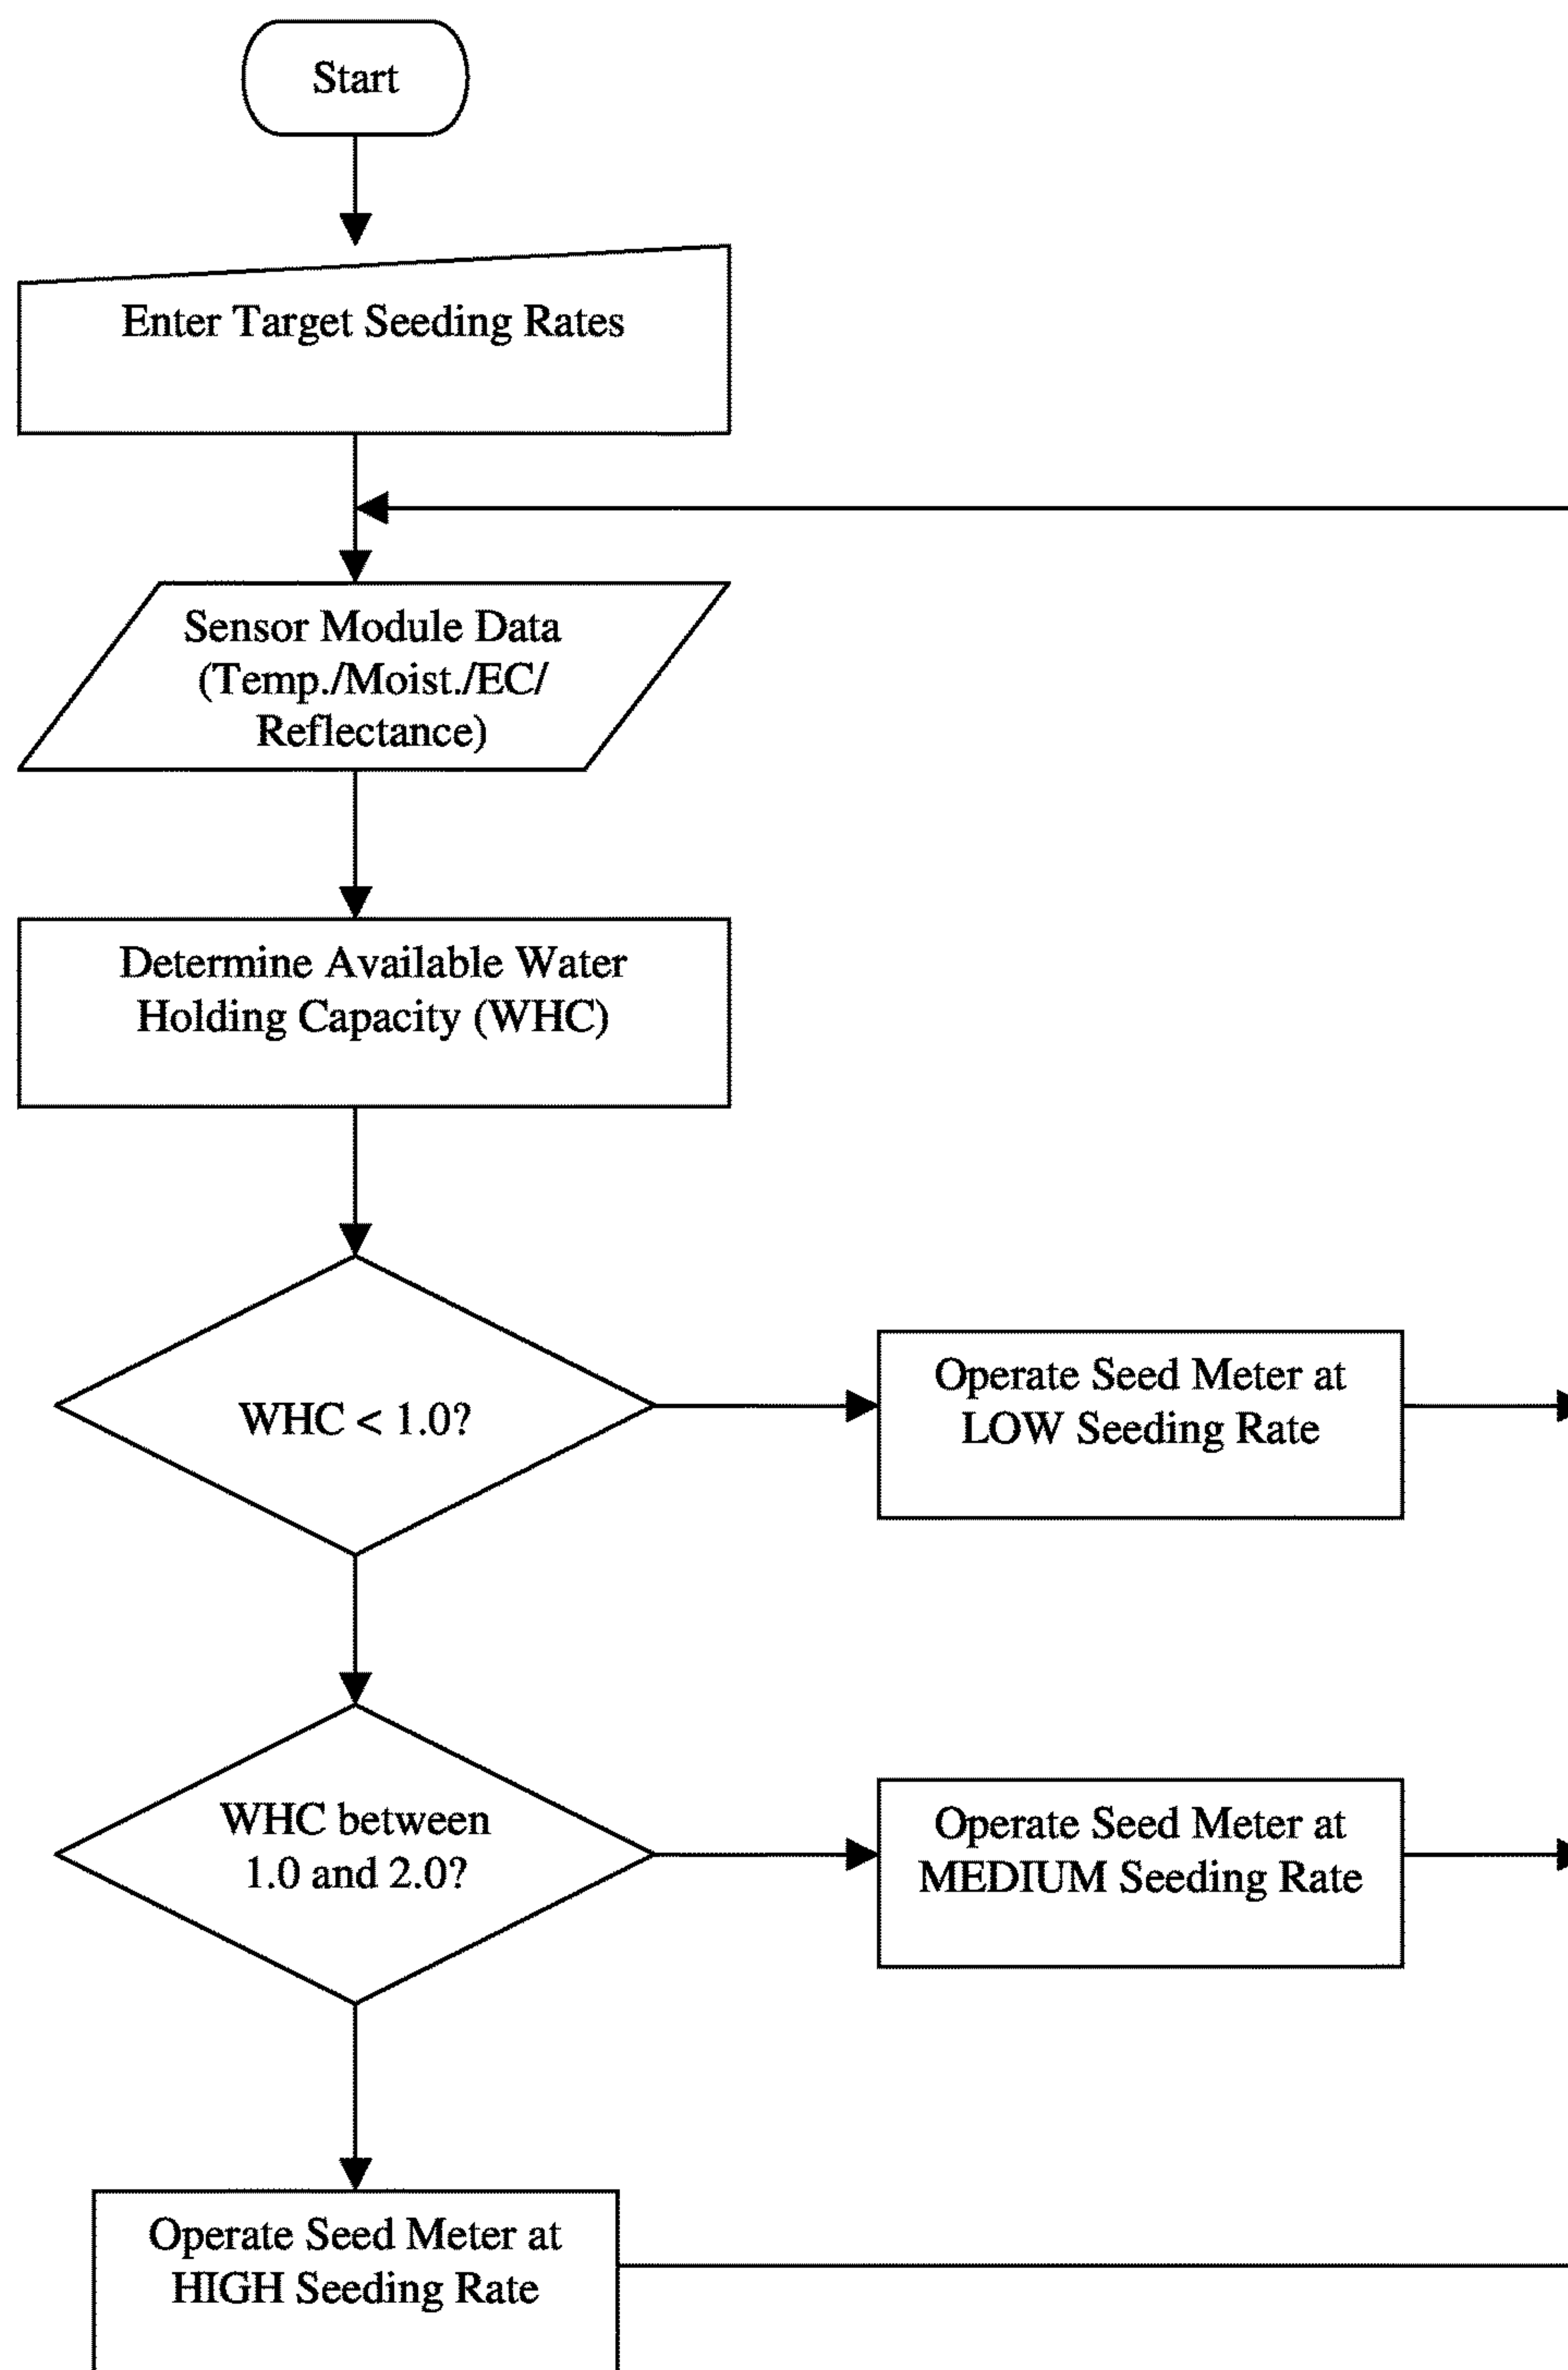 Start
Enter Target Seeding Rates
Sensor Module Data
(Temp./Moist./EC/
Reflectance)
Determine Available Water
Holding Capacity (WHC)
WHC < 1.0?
Operate Seed Meter at
LOW Seeding Rate
WHC between
1.0 and 2.0?
Operate Seed Meter at
MEDIUM Seeding Rate
Operate Seed Meter at
HIGH Seeding Rate